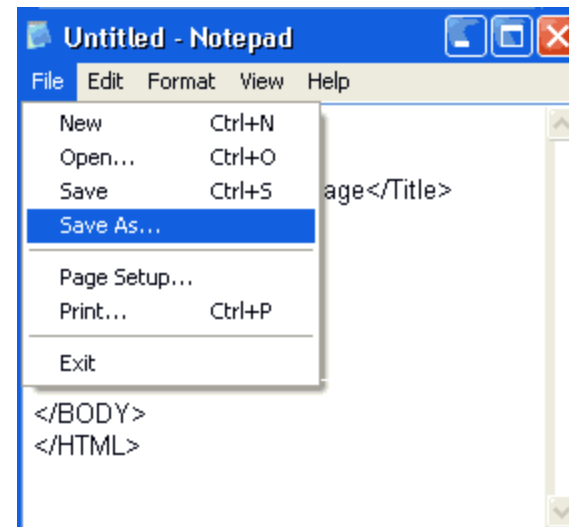 Untitled - Notepad
File Edit Format View Help
New Ctrl+N
Open... Ctrl+O
Save Ctrl+S
age</Title>
Save As...
Page Setup...
Print... Ctrl+P
Exit
</BODY>
</HTML>